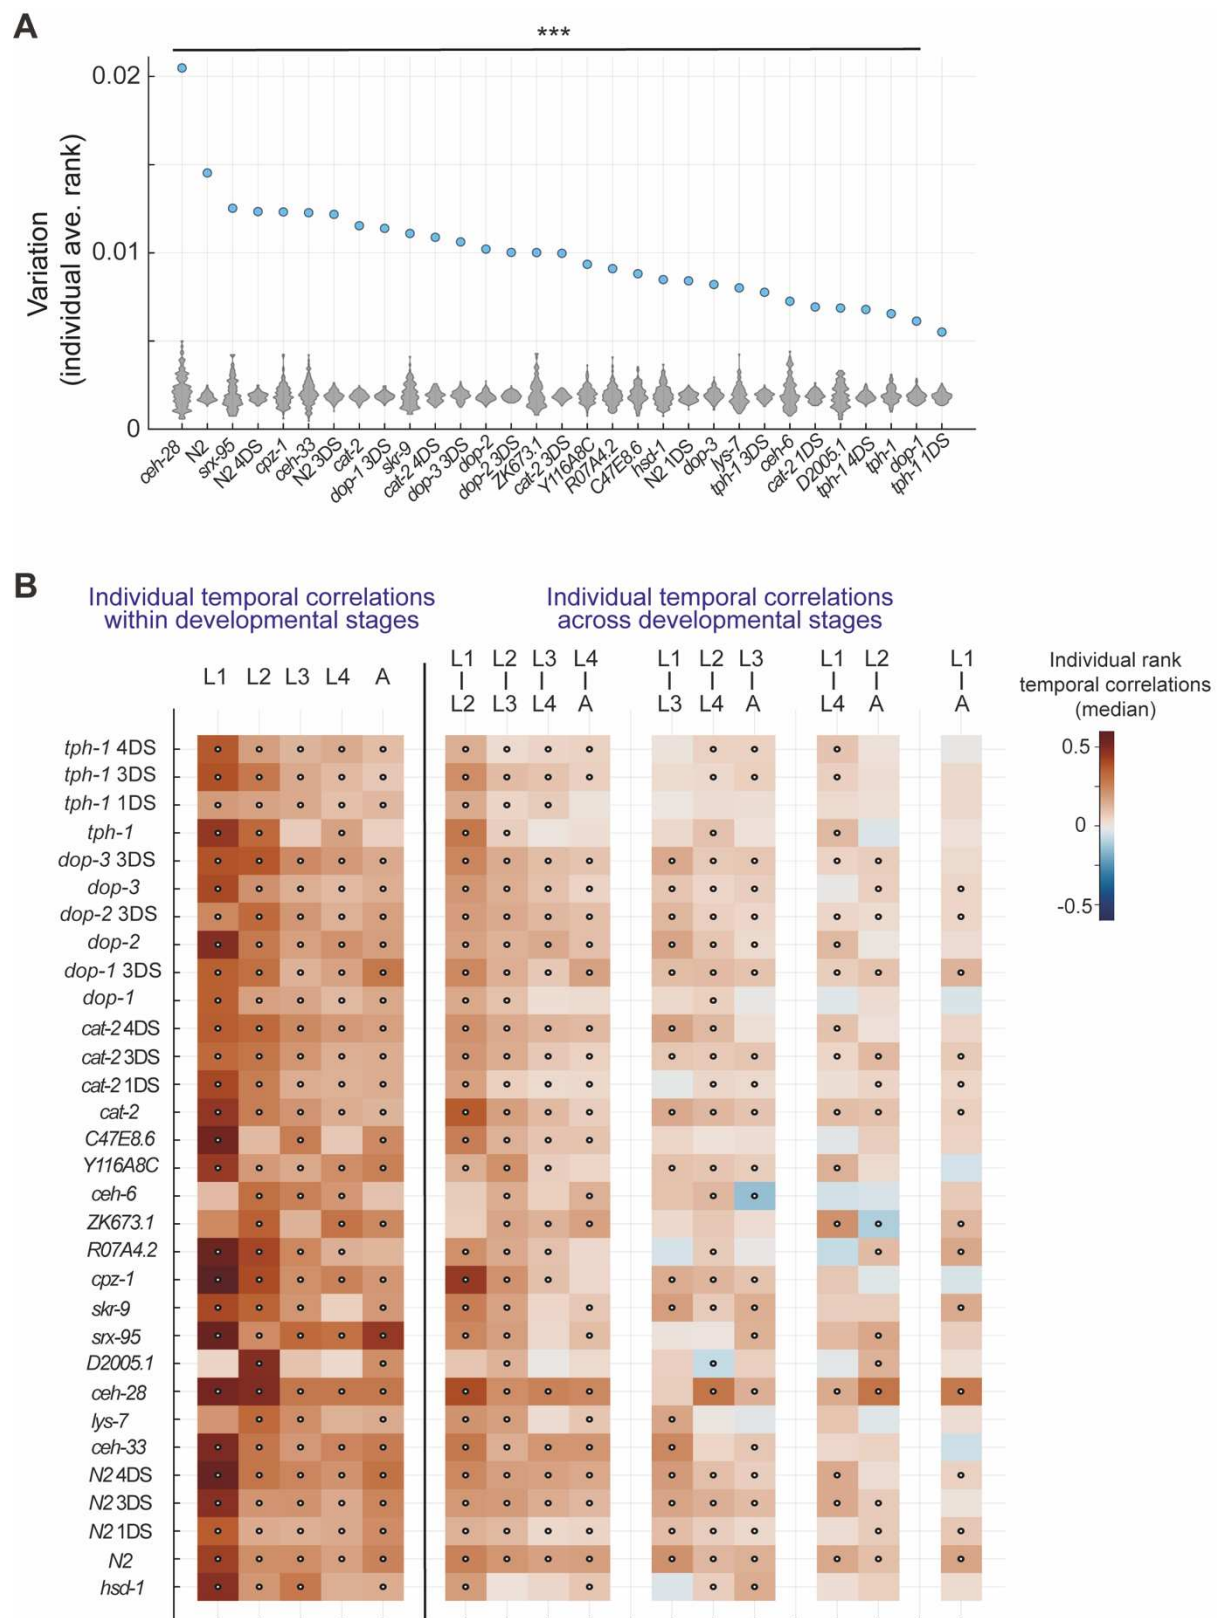 A
***
0.02
0.01
0
Variation
(individual ave. rank)
ceh-28
N2
srx-95
N2 4DS
cpz-1
ceh-33
N2 3DS
cat-2
dop-1 3DS
skr-9
cat-2 4DS
dop-3 3DS
dop-2
dop-2 3DS
ZK673.1
cat-2 3DS
Y116A8C
R07A4.2
C47E8.6
hsd-1
N2 1DS
dop-3
lys-7
tph-1 3DS
ceh-6
cat-2 1DS
D2005.1
tph-1 4DS
tph-1
dop-1
tph-1 1DS
B
Individual temporal correlations
within developmental stages
Individual temporal correlations
across developmental stages
L1 L2 L3 L4 A
L1 L2 L3 L4
L2 L3 L4 A
L1 L2 L3
L3 L4 A
L1 L2
L4 A
L1
A
Individual rank
temporal correlations
(median)
0.5
0
-0.5
tph-1 4DS
tph-1 3DS
tph-1 1DS
tph-1
dop-3 3DS
dop-3
dop-2 3DS
dop-2
dop-1 3DS
dop-1
cat-2 4DS
cat-2 3DS
cat-2 1DS
cat-2
C47E8.6
Y116A8C
ceh-6
ZK673.1
R07A4.2
cpz-1
skr-9
srx-95
D2005.1
ceh-28
lys-7
ceh-33
N2 4DS
N2 3DS
N2 1DS
N2
hsd-1